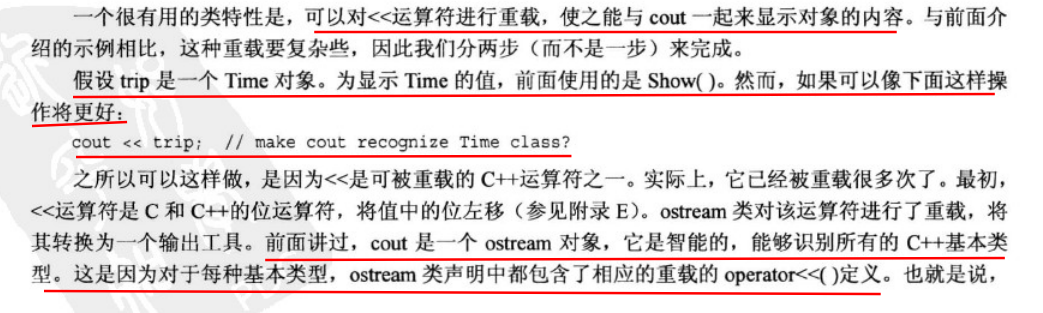 一个很有用的类特性是，可以对<<运算符进行重载，使之能与 cout 一起来显示对象的内容。与前面介
绍的示例相比，这种重载要复杂些，因此我们分两步（而不是一步）来完成。
假设 trip 是一个 Time 对象。为显示 Time 的值，前面使用的是 Show( )。然而，如果可以像下面这样操
作将更好：
cout << trip;  // make cout recognize Time class?
之所以可以这样做，是因为<<是可被重载的 C++运算符之一。实际上，它已经被重载很多次了。最初，
<<运算符是 C 和 C++的位运算符，将值中的位左移（参见附录 E）。ostream 类对该运算符进行了重载，将
其转换为一个输出工具。前面讲过，cout 是一个 ostream 对象，它是智能的，能够识别所有的 C++基本类
型。这是因为对于每种基本类型，ostream 类声明中都包含了相应的重载的 operator<<( )定义。也就是说，